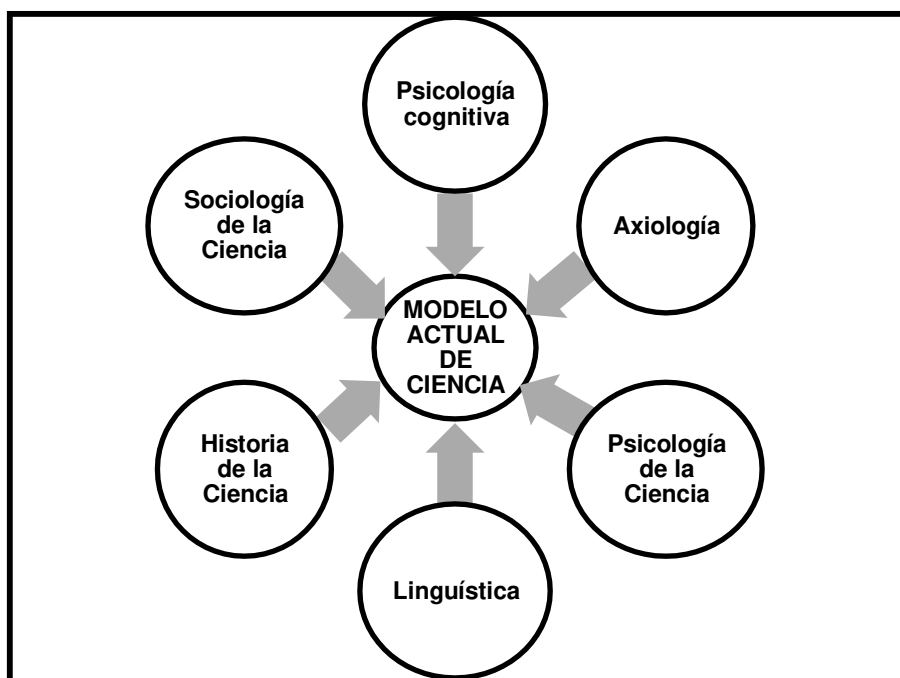 Psicología
cognitiva
Sociología
de la
Ciencia
Axiología
MODELO
ACTUAL
DE
CIENCIA
Historia
de la
Ciencia
Psicología
de la
Ciencia
Linguística